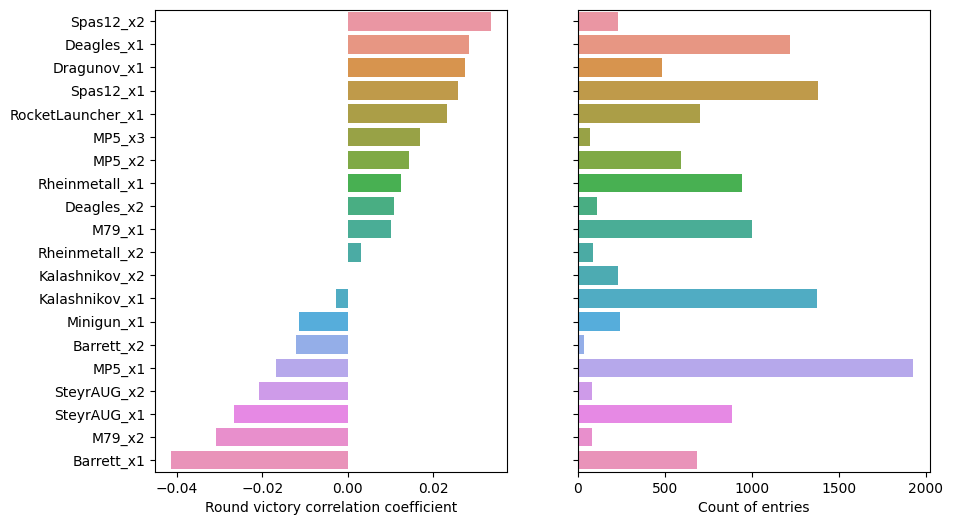 Spas12_x2
Deagles_x1
Dragunov_x1
Spas12_x1
RocketLauncher_x1
MP5_x3
MP5_x2
Rheinmetall_x1
Deagles_x2
M79_x1
Rheinmetall_x2
Kalashnikov_x2
Kalashnikov_x1
Minigun_x1
Barrett_x2
MP5_x1
SteyrAUG_x2
SteyrAUG_x1
M79_x2
Barrett_x1
−0.04 −0.02 0.00 0.02
Round victory correlation coefficient
0 500 1000 1500 2000
Count of entries